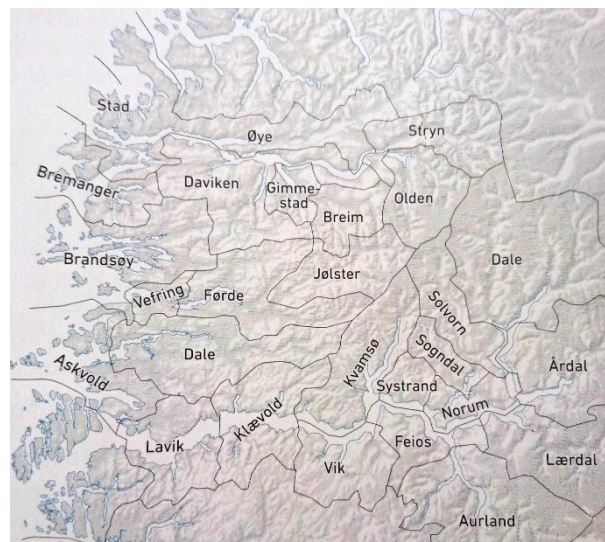 Stad
Øye
Stryn
Bremanger
Daviken
Gimme-
stad
Breim
Olden
Brandsøy
Dale
Jølster
Vefring
Førde
Solvorn
Dale
Kvamsø
Sogndal
Årdal
Askvold
Systrand
Norum
Lavik
Klævold
Vik
Feios
Lærdal
Aurland